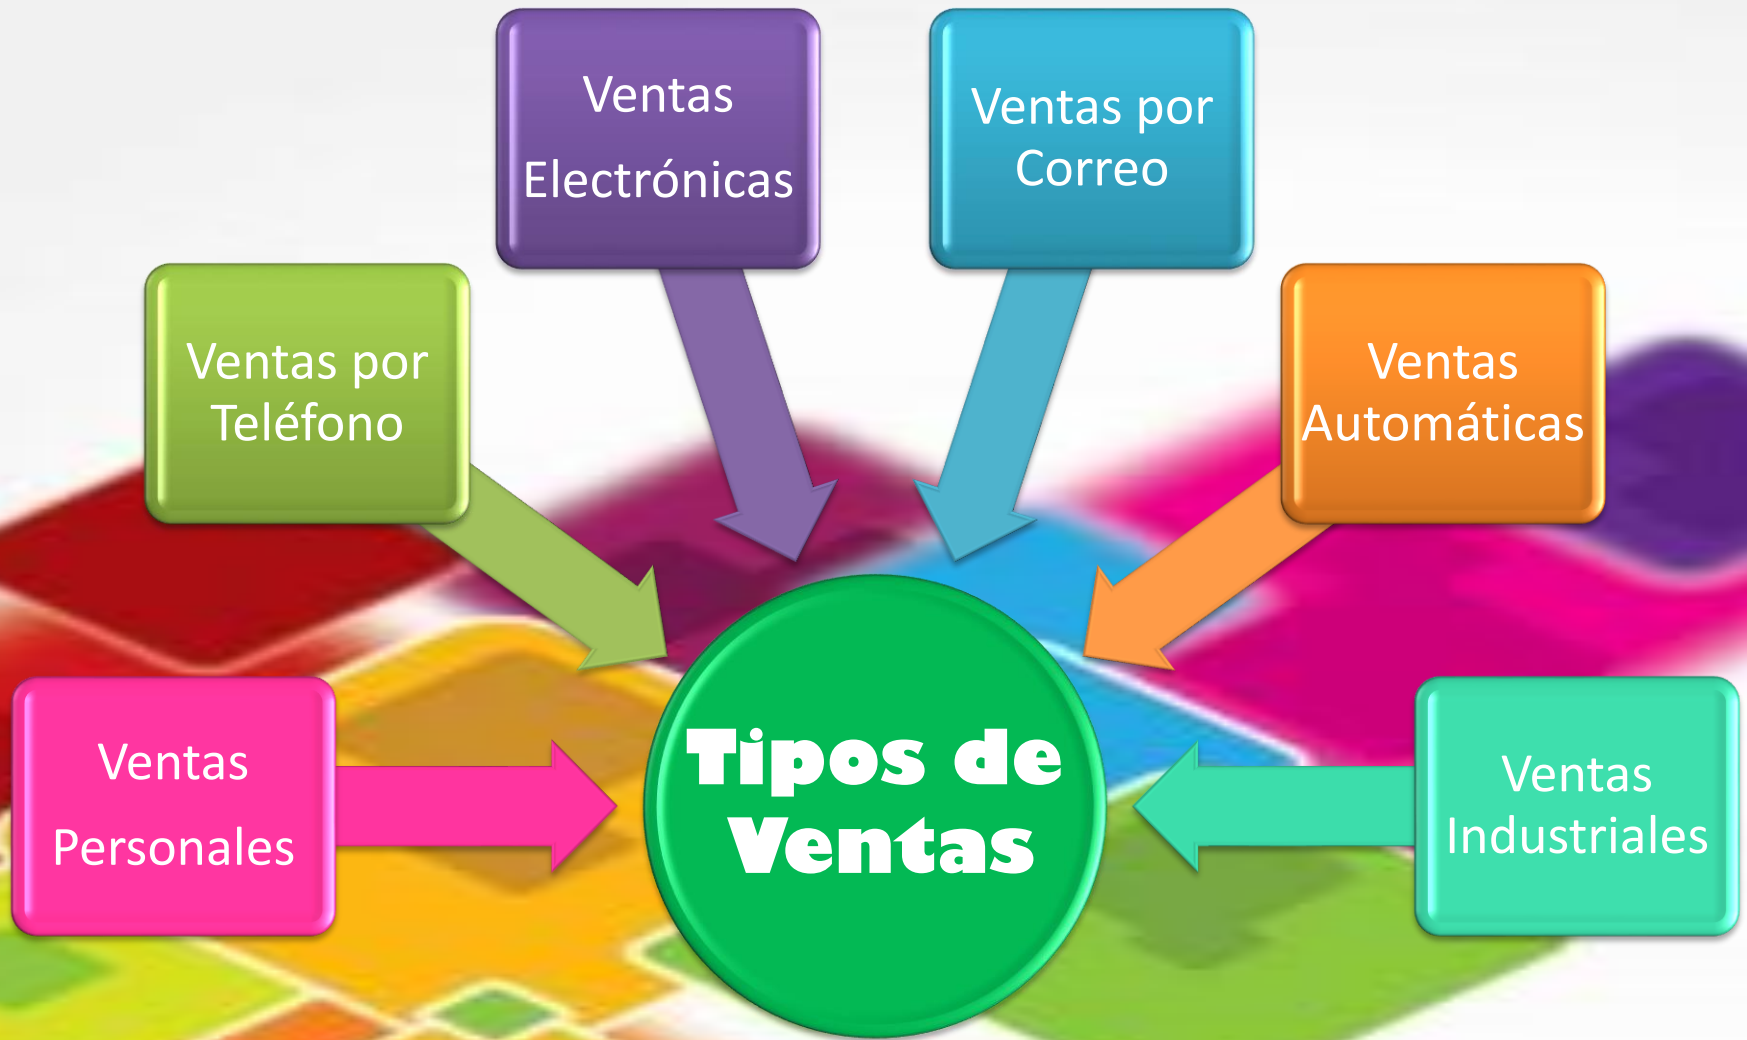 Ventas
Electrónicas
Ventas por
Correo
Ventas por
Teléfono
Ventas
Automáticas
Ventas
Personales
Tipos de
Ventas
Ventas
Industriales